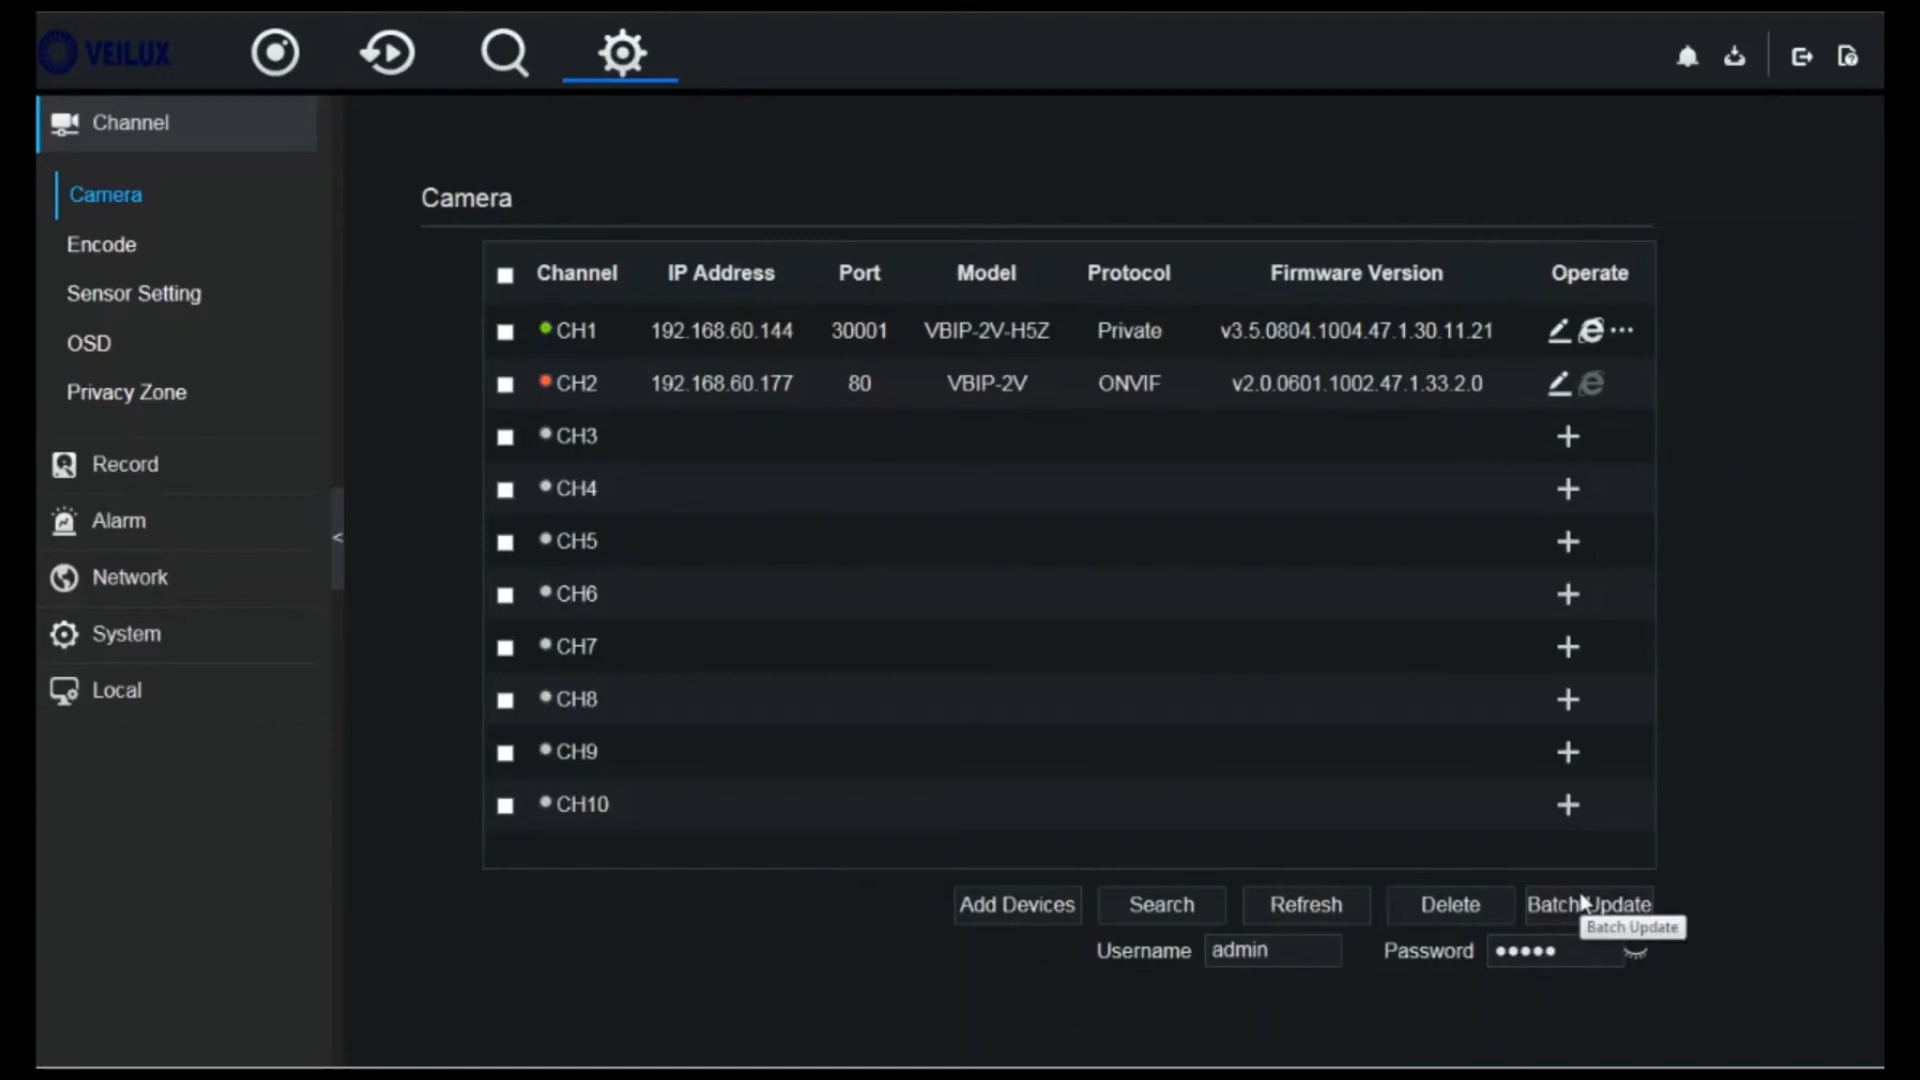 VEILUX
Channel
Camera
Encode
Sensor Setting
OSD
Privacy Zone
Record
Alarm
Network
System
Local
<
Camera
Channel IP Address Port Model Protocol Firmware Version Operate
CH1 192.168.60.144 30001 VBIP-2V-H5Z Private v3.5.0804.1004.47.1.30.11.21
CH2 192.168.60.177 80 VBIP-2V ONVIF v2.0.0601.1002.47.1.33.2.0
CH3
CH4
CH5
CH6
CH7
CH8
CH9
CH10
Add Devices Search Refresh Delete Batch Update
Batch Update
Username admin Password •••••